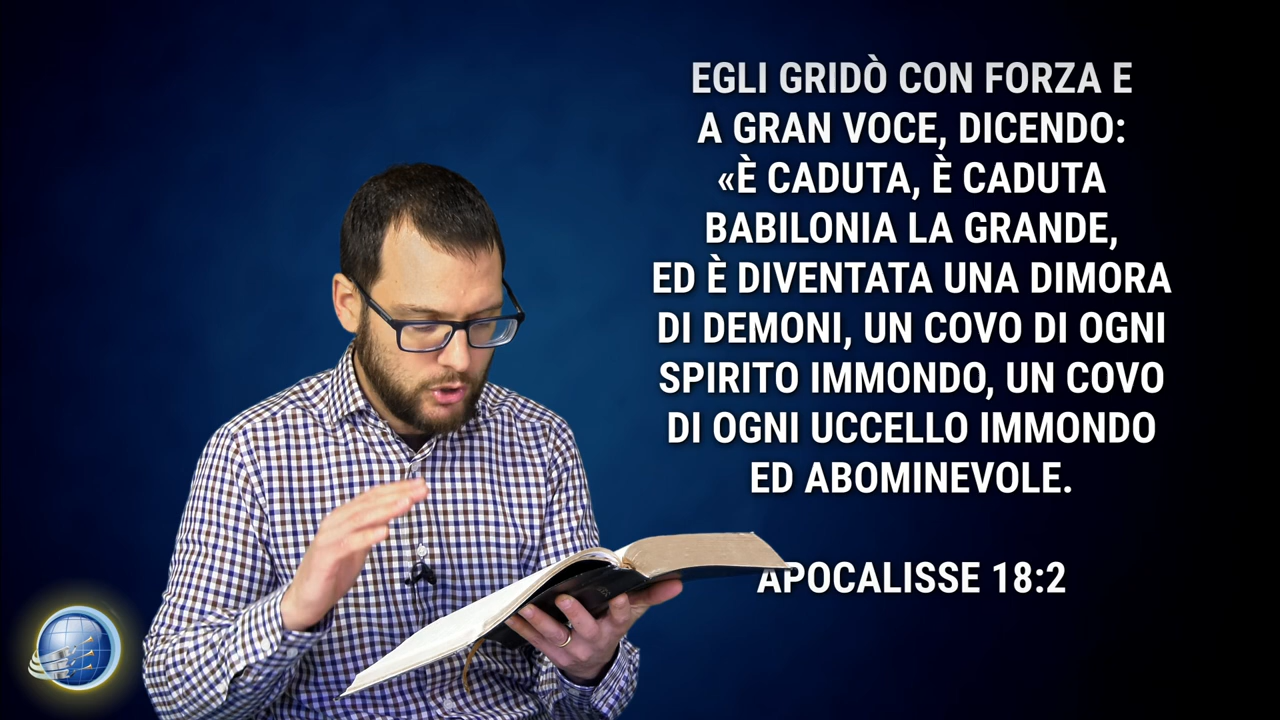 EGLI GRIDÒ CON FORZA E
A GRAN VOCE, DICENDO:
«È CADUTA, È CADUTA
BABILONIA LA GRANDE,
ED È DIVENTATA UNA DIMORA
DI DEMONI, UN COVO DI OGNI
SPIRITO IMMONDO, UN COVO
DI OGNI UCCELLO IMMONDO
ED ABOMINEVOLE.
APOCALISSE 18:2